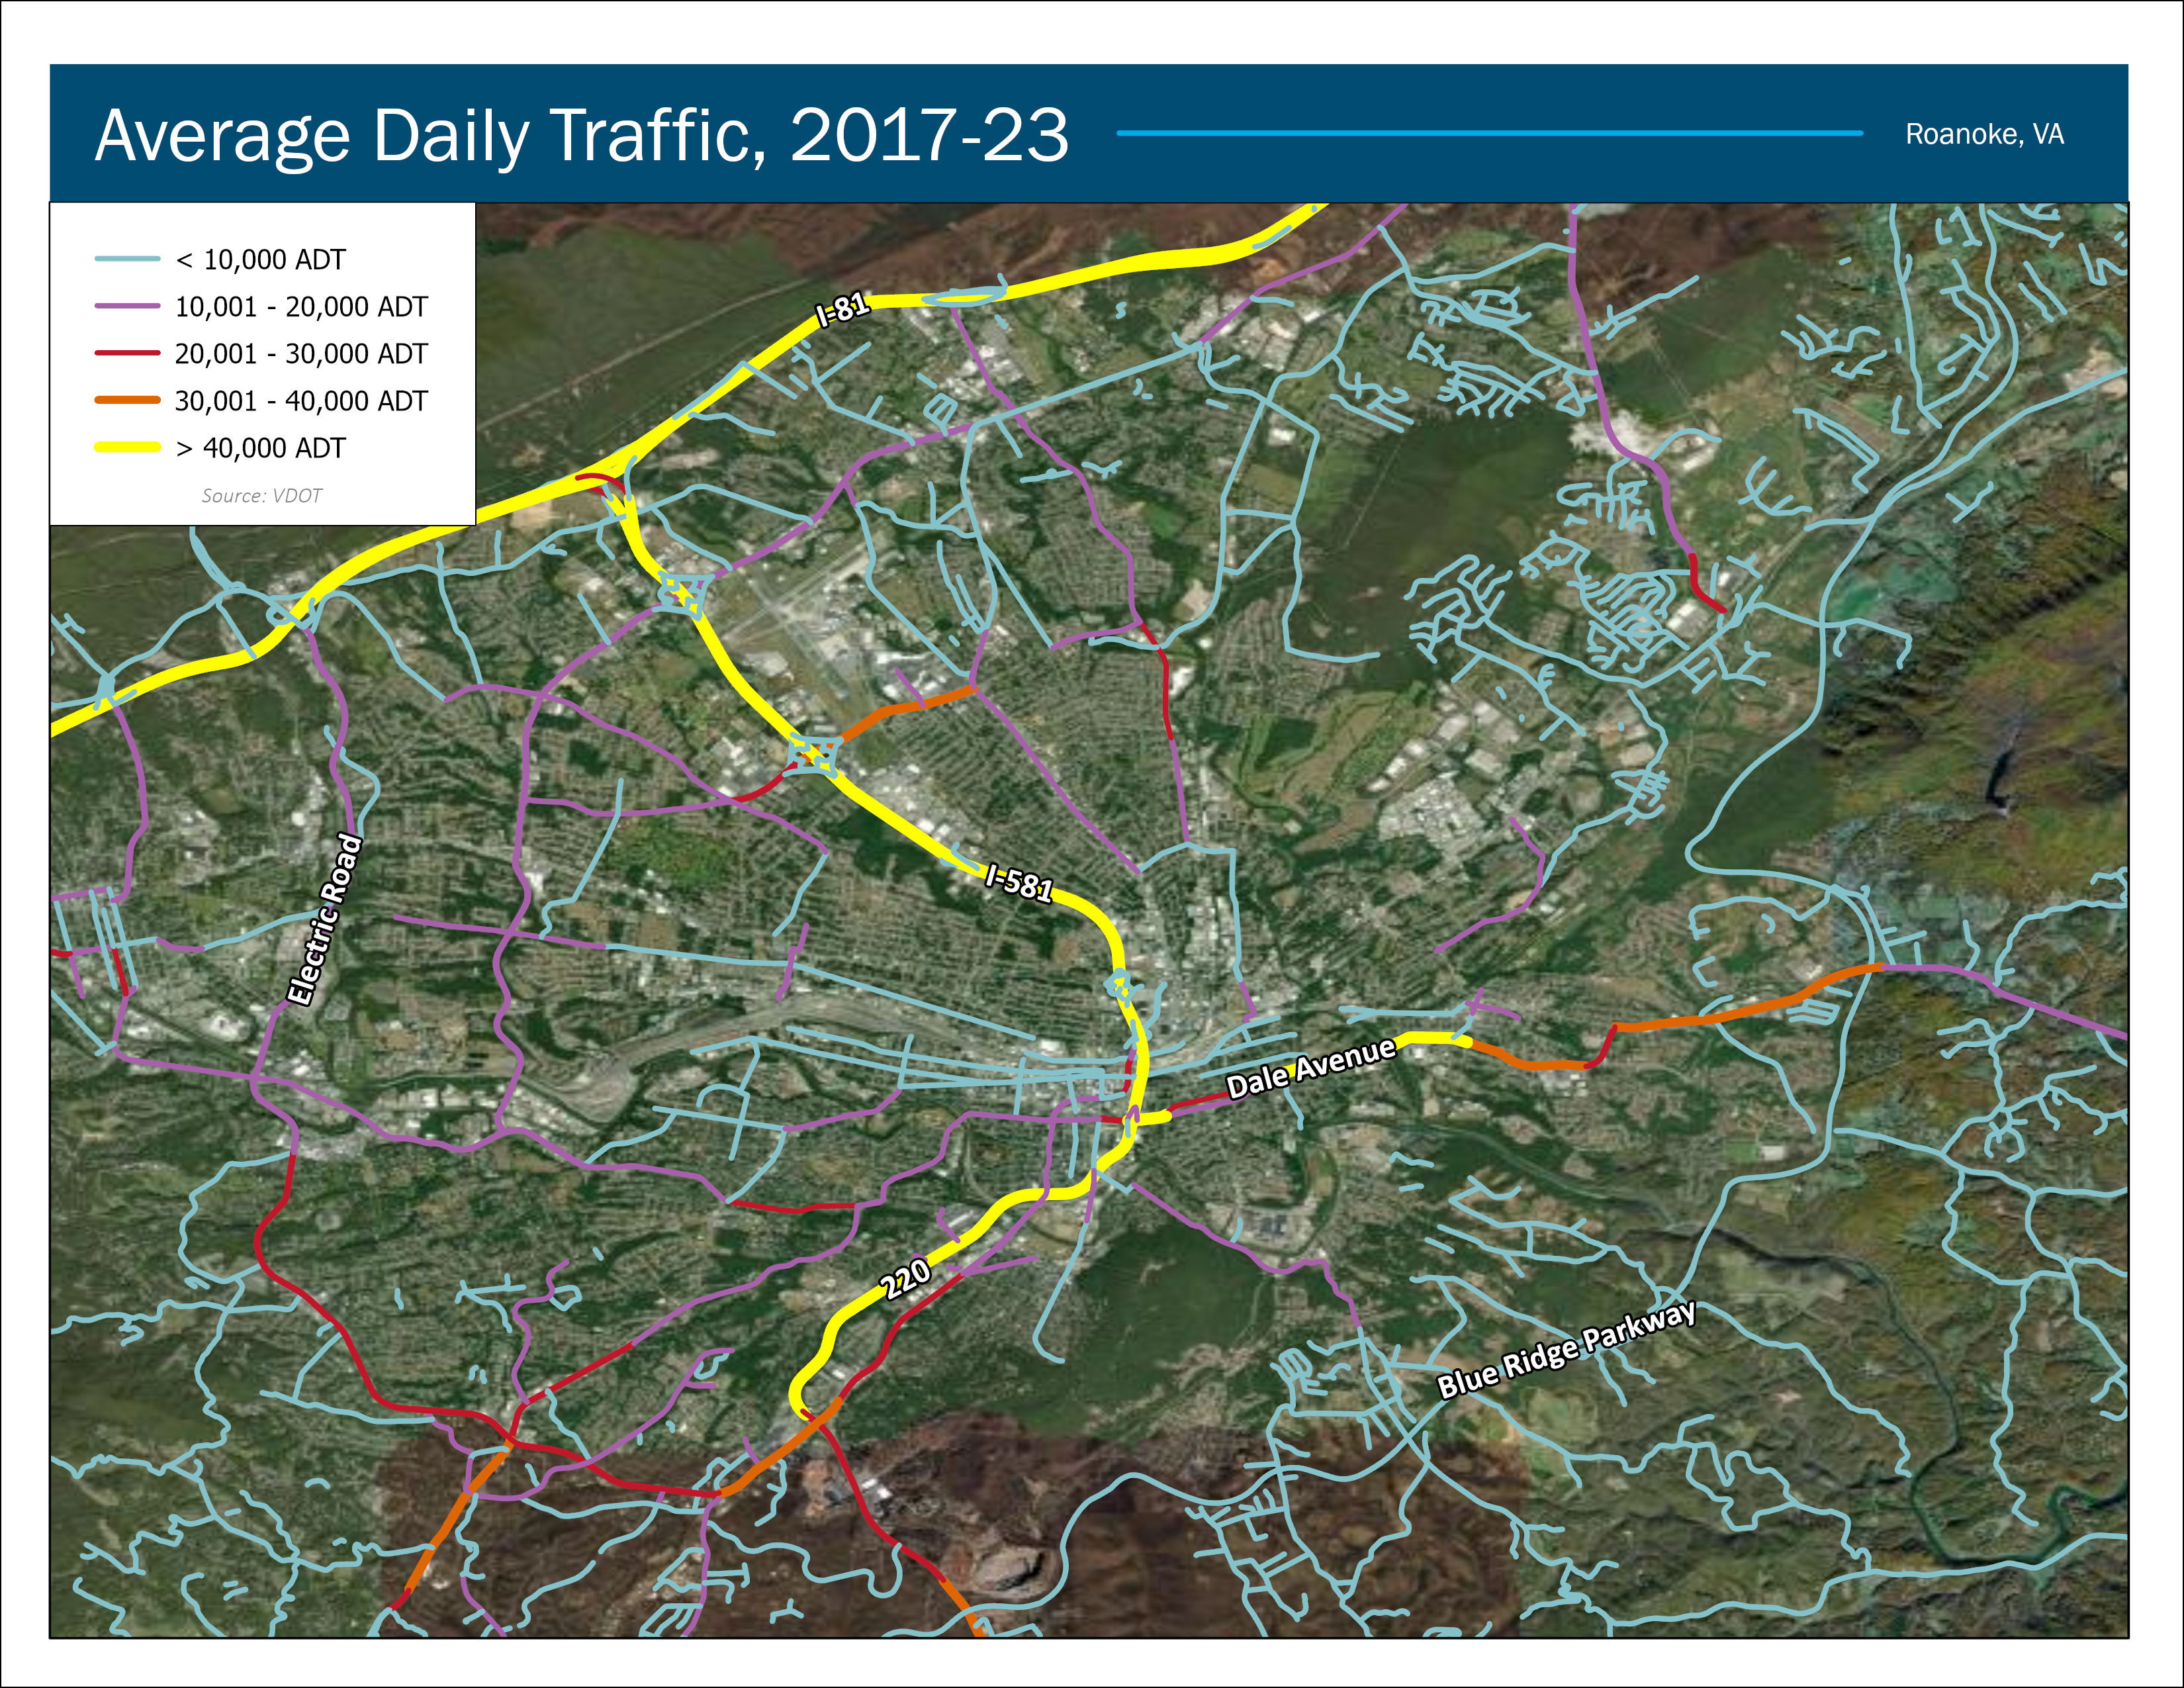 Average Daily Traffic, 2017-23
Roanoke, VA
< 10,000 ADT
10,001 - 20,000 ADT
20,001 - 30,000 ADT
30,001 - 40,000 ADT
> 40,000 ADT
Source: VDOT
I-81
I-581
Electric Road
Dale Avenue
220
Blue Ridge Parkway